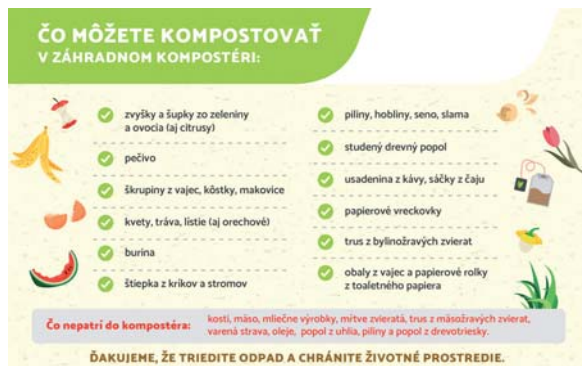 ČO MÔŽETE KOMPOSTOVAŤ
V ZÁHRADNOM KOMPOSTÉRI:
zvyšky a šupky zo zeleniny
a ovocia (aj citrusy)
pečivo
škrupiny z vajec, kôstky, makovice
kvety, tráva, lístie (aj orechové)
burina
štiepka z kríkov a stromov
piliny, hobliny, seno, slama
studený drevný popol
usadenina z kávy, sáčky z čaju
papierové vreckovky
trus z bylinožravých zvierat
obaly z vajec a papierové rolky
z toaletného papiera
Čo nepatrí do kompostéra: kosti, mäso, mliečne výrobky, mŕtve zvieratá, trus z mäsožravých zvierat,
varená strava, oleje, popol z uhlia, piliny a popol z drevotriesky.
ĎAKUJEME, ŽE TRIEDITE ODPAD A CHRÁNITE ŽIVOTNÉ PROSTREDIE.